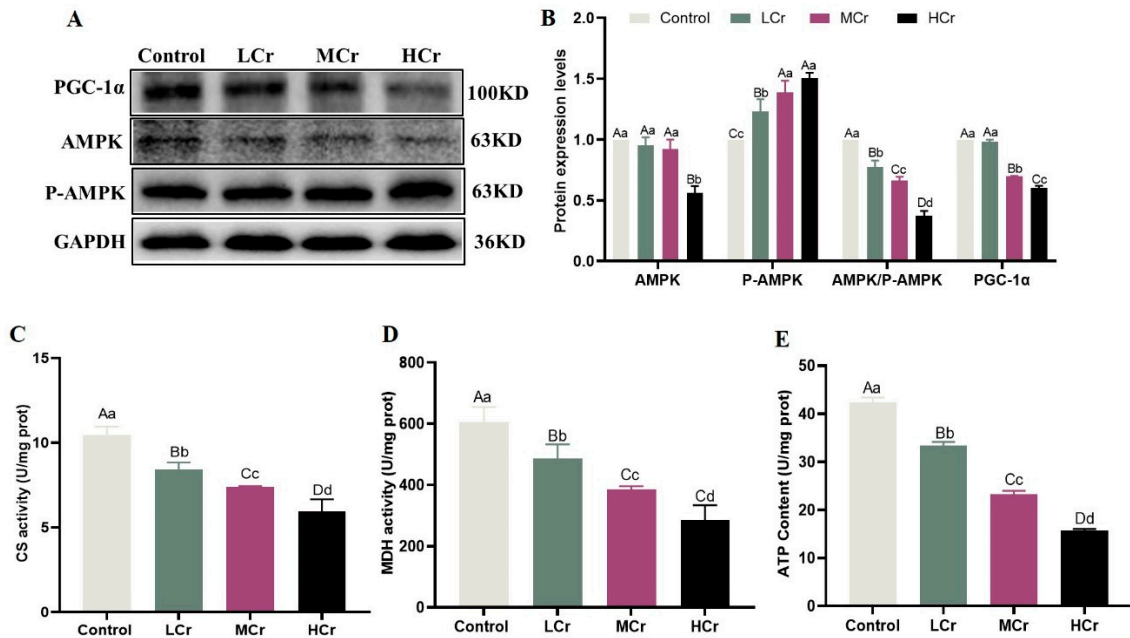 A
Control LCr MCr HCr
PGC-1α 100KD
AMPK 63KD
P-AMPK 63KD
GAPDH 36KD
B
Control LCr MCr HCr
Protein expression levels
2.0
1.5
1.0
0.5
0.0
Aa Aa Aa Bb
Cc Bb Aa Aa
Aa Bb Cc Dd
Aa Aa Bb Cc
AMPK P-AMPK AMPK/P-AMPK PGC-1α
C
CS activity (U/mg prot)
15
10
5
0
Aa Bb Cc Dd
Control LCr MCr HCr
D
MDH activity (U/mg prot)
800
600
400
200
0
Aa Bb Cc Cd
Control LCr MCr HCr
E
ATP Content (U/mg prot)
50
40
30
20
10
0
Aa Bb Cc Dd
Control LCr MCr HCr